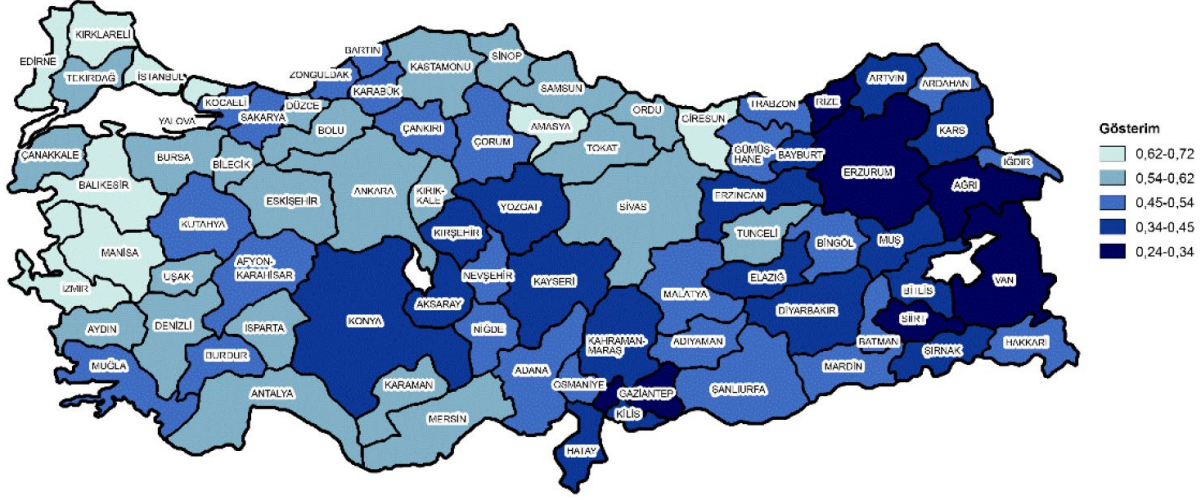 KIRKLARELİ
EDİRNE
TEKİRDAĞ
İSTANBUL
BARTIN
ZONGULDAK
KASTAMONU
SİNOP
KARABÜK
SAMSUN
KOCAELİ
SAKARYA
DÜZCE
YALOVA
BOLU
ÇANKIRI
ÇORUM
AMASYA
ORDU
GİRESUN
TRABZON
RİZE
ARTVİN
ARDAHAN
KARS
GÜMÜŞ-
HANE
BAYBURT
TOKAT
ÇANAKKALE
BURSA
BİLECİK
BALIKESİR
ESKİŞEHİR
ANKARA
KIRIK-
KALE
YOZGAT
SİVAS
ERZİNCAN
ERZURUM
IĞDIR
AĞRI
KÜTAHYA
KIRŞEHİR
TUNCELİ
BİNGÖL
MUŞ
MANİSA
UŞAK
AFYON-
KARAHİSAR
NEVŞEHİR
KAYSERİ
ELAZIĞ
VAN
İZMİR
AKSARAY
MALATYA
BİTLİS
DİYARBAKIR
SİİRT
AYDIN
DENİZLİ
ISPARTA
KONYA
NİĞDE
KAHRAMAN-
MARAŞ
ADIYAMAN
BATMAN
ŞIRNAK
HAKKARİ
MUĞLA
BURDUR
ADANA
MARDİN
ANTALYA
KARAMAN
OSMANİYE
GAZİANTEP
ŞANLIURFA
MERSİN
KİLİS
HATAY
Gösterim
0,62-0,72
0,54-0,62
0,45-0,54
0,34-0,45
0,24-0,34